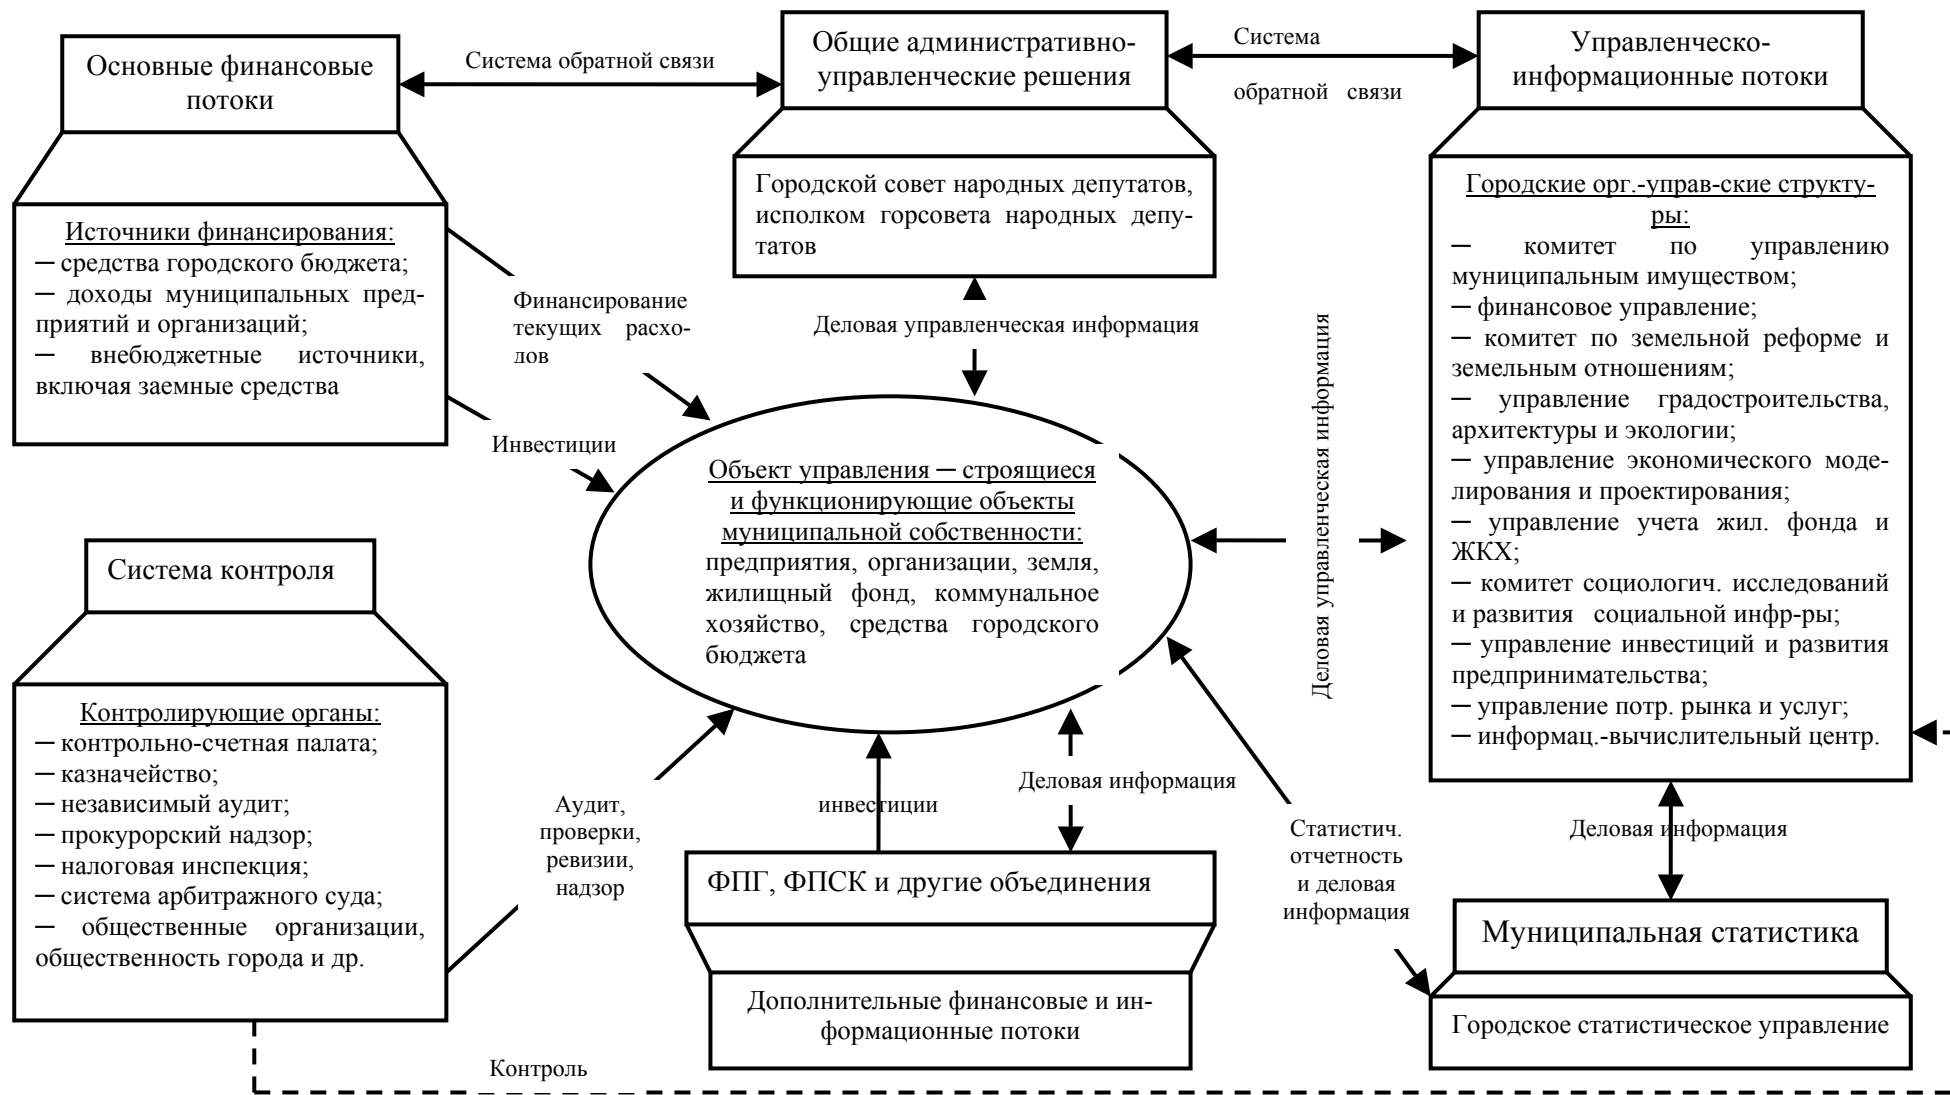 Основные финансовые
потоки
Система обратной связи
Общие административно-
управленческие решения
Система
обратной связи
Управленческо-
информационные потоки
Источники финансирования:
— средства городского бюджета;
— доходы муниципальных пред-
приятий и организаций;
— внебюджетные источники,
включая заемные средства
Городской совет народных депутатов,
исполком горсовета народных депу-
татов
Городские орг.-управ-ские структу-
ры:
— комитет по управлению
муниципальным имуществом;
— финансовое управление;
— комитет по земельной реформе и
земельным отношениям;
— управление градостроительства,
архитектуры и экологии;
— управление экономического моде-
лирования и проектирования;
— управление учета жил. фонда и
ЖКХ;
— комитет социологич. исследований
и развития социальной инфр-ры;
— управление инвестиций и развития
предпринимательства;
— управление потр. рынка и услуг;
— информац.-вычислительный центр.
Финансирование
текущих расхо-
дов
Деловая управленческая информация
Инвестиции
Деловая управленческая информация
Объект управления — строящиеся
и функционирующие объекты
муниципальной собственности:
предприятия, организации, земля,
жилищный фонд, коммунальное
хозяйство, средства городского
бюджета
Система контроля
Контролирующие органы:
— контрольно-счетная палата;
— казначейство;
— независимый аудит;
— прокурорский надзор;
— налоговая инспекция;
— система арбитражного суда;
— общественные организации,
общественность города и др.
Аудит,
проверки,
ревизии,
надзор
инвестиции
Деловая информация
Статистич.
отчетность
и деловая
информация
Деловая информация
ФПГ, ФПСК и другие объединения
Дополнительные финансовые и ин-
формационные потоки
Муниципальная статистика
Городское статистическое управление
Контроль